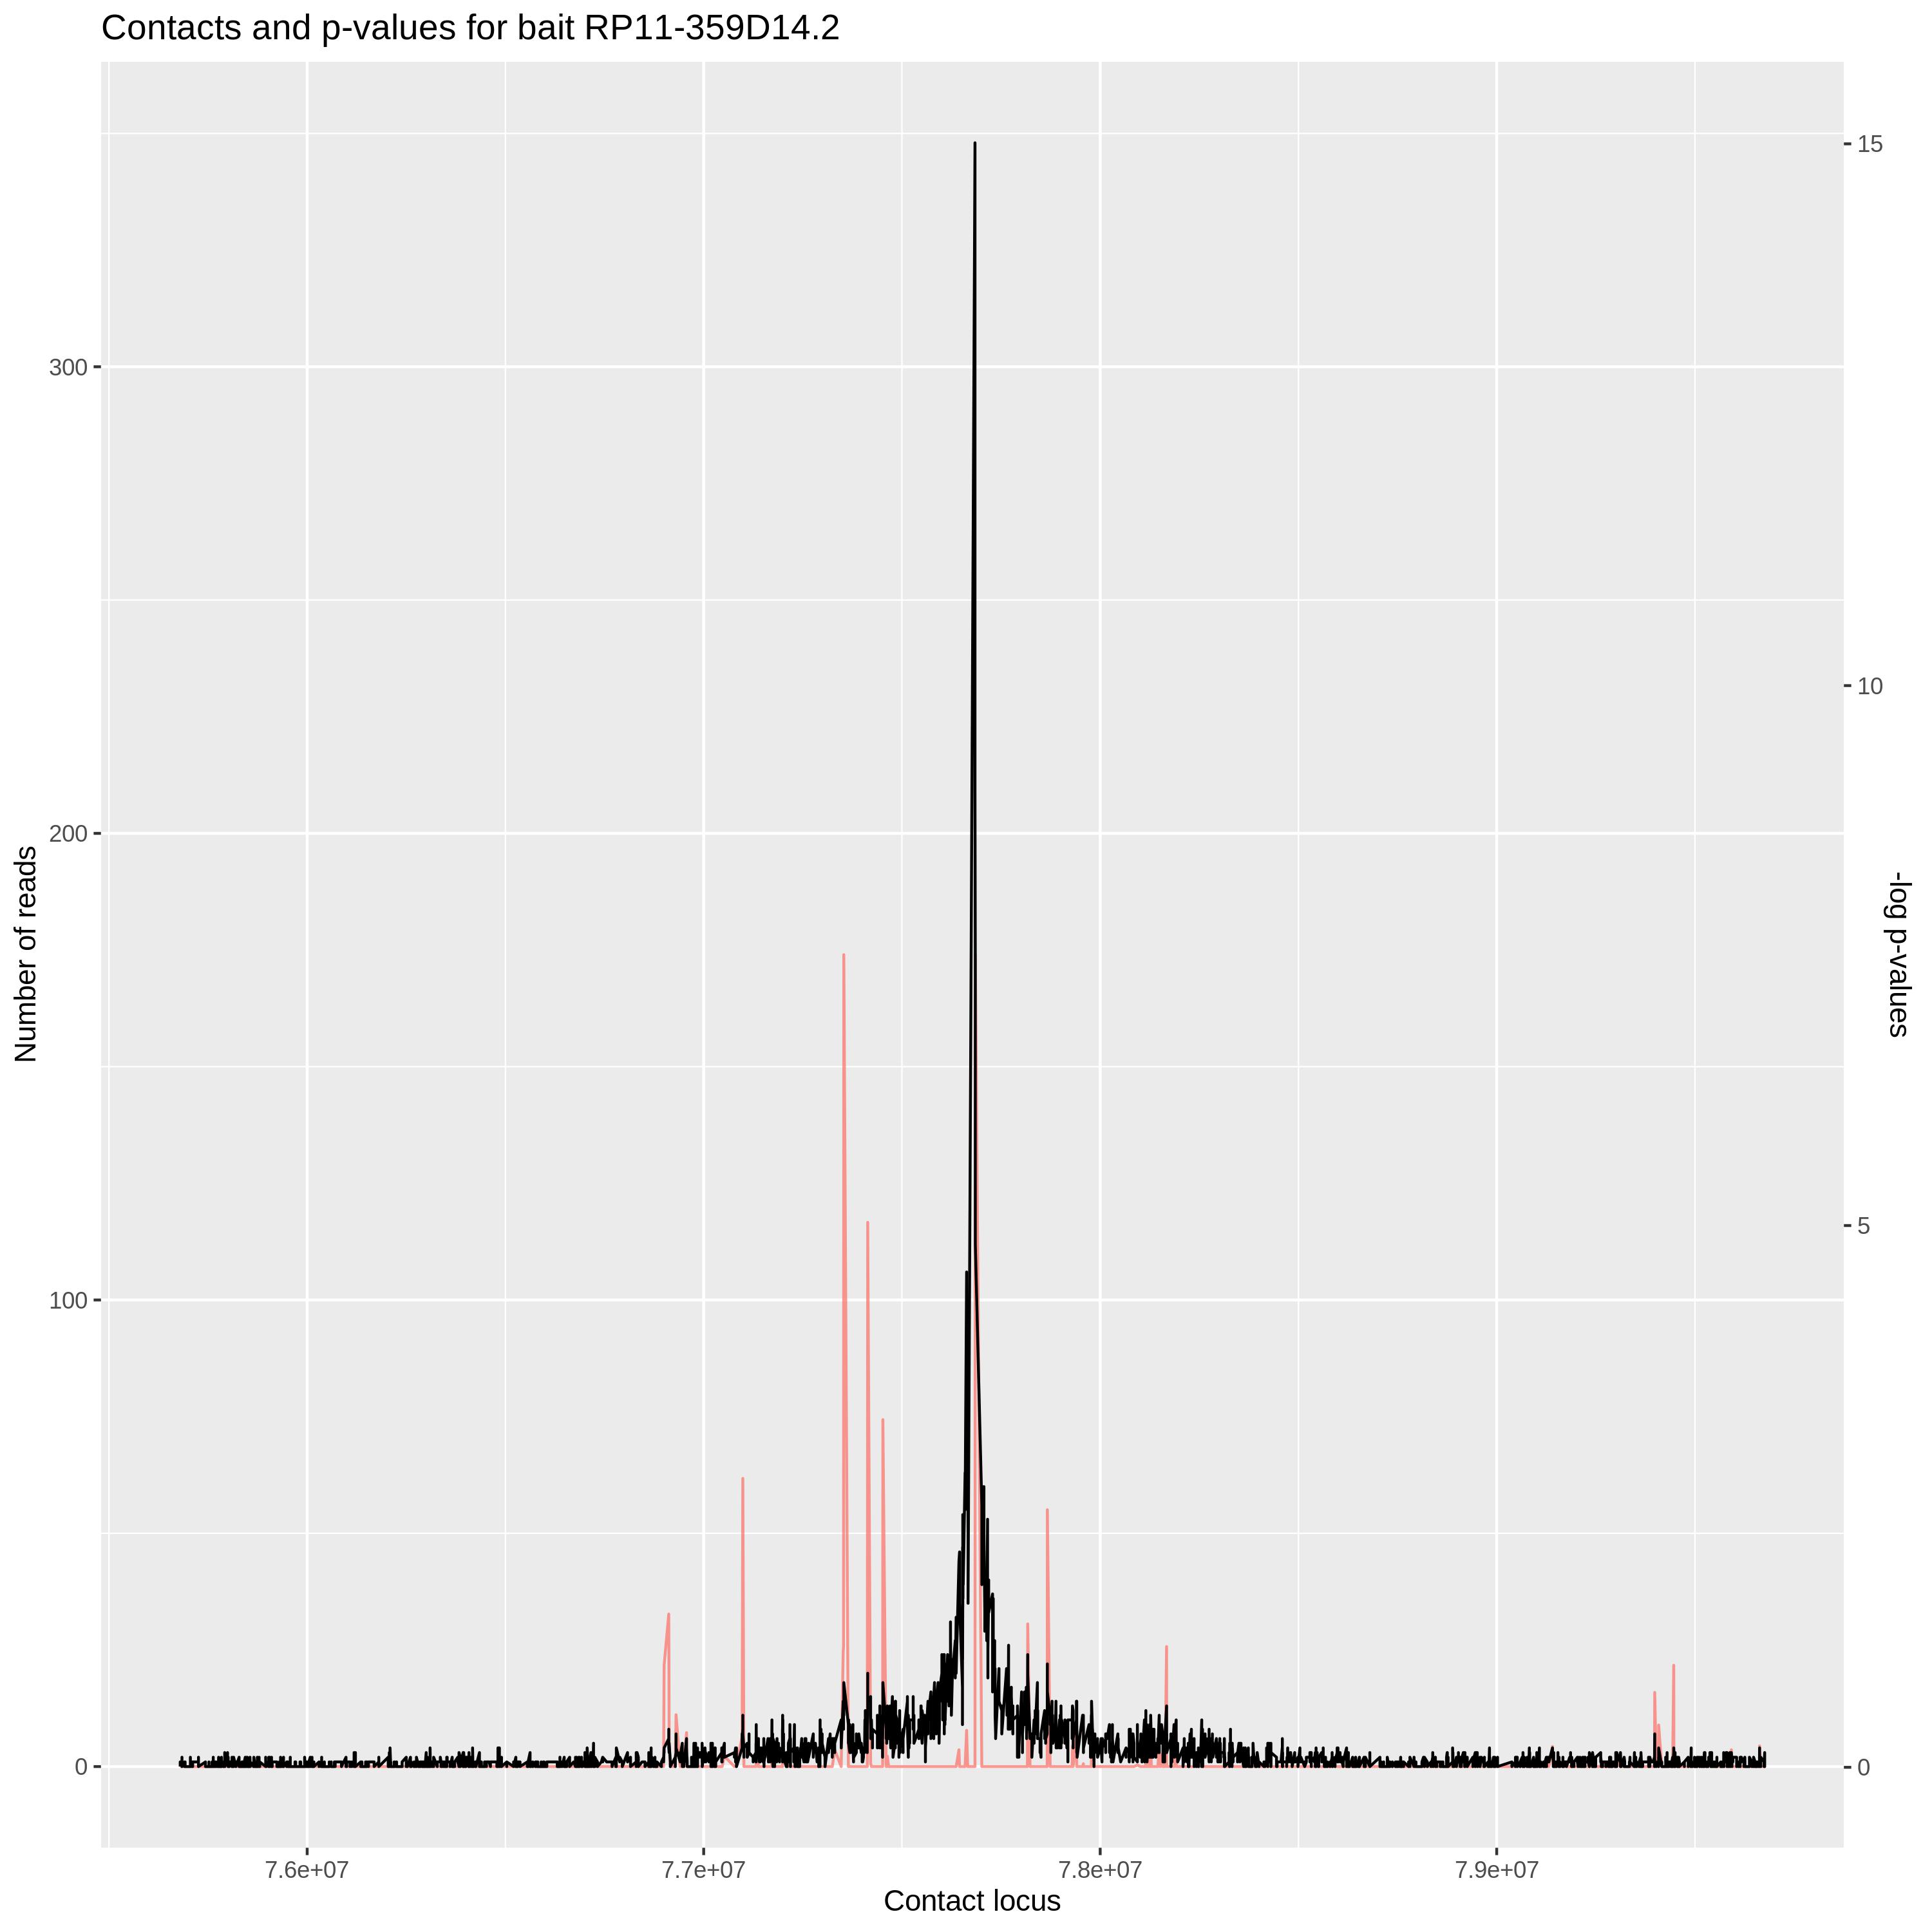 Contacts and p-values for bait RP11-359D14.2
300
200
100
0
15
10
5
0
Number of reads
-log p-values
7.6e+07 7.7e+07 7.8e+07 7.9e+07
Contact locus